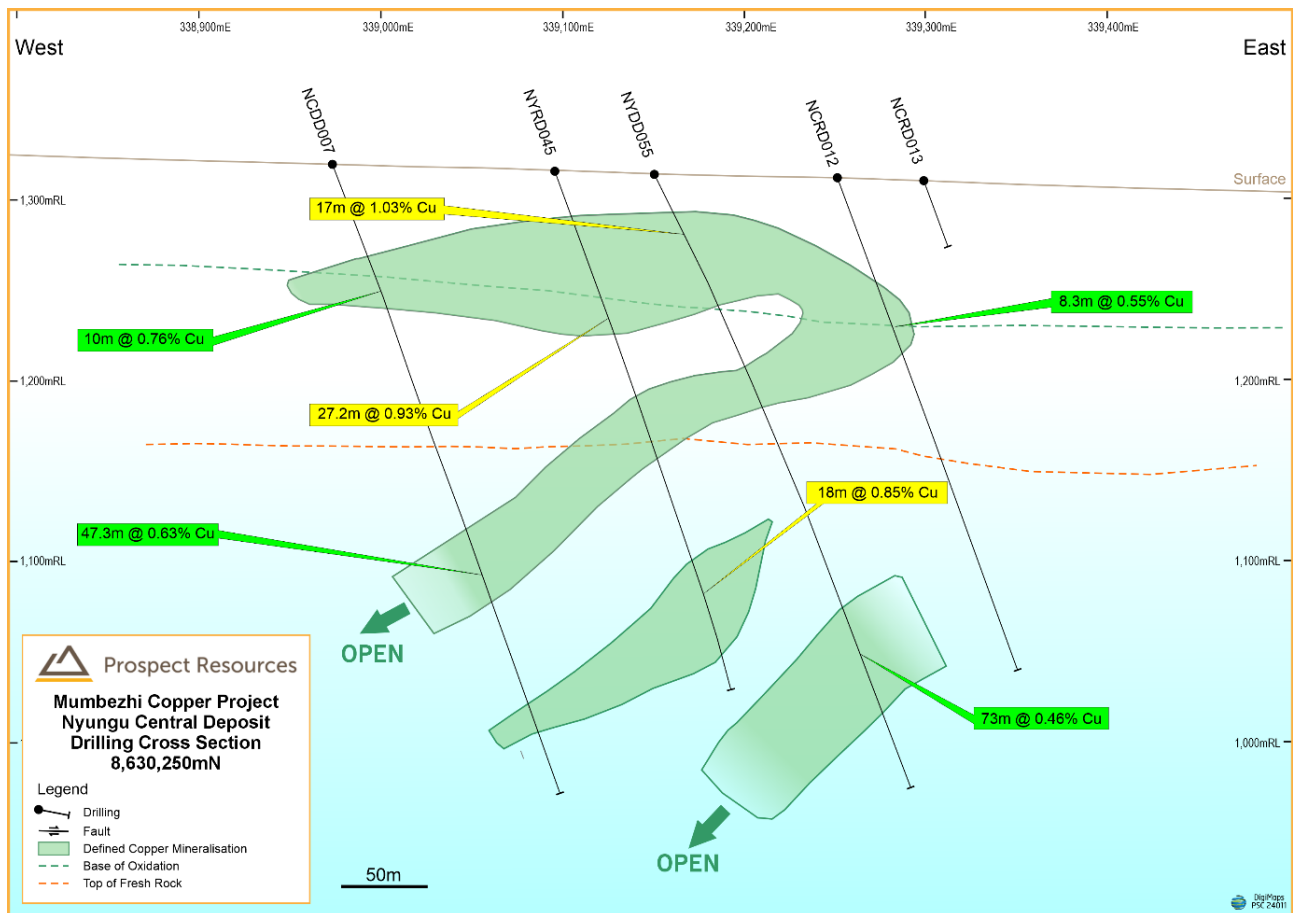 338,900mE
339,000mE
339,100mE
339,200mE
339,300mE
339,400mE
West
East
NCDD007
NYRD045
NYDD055
NCRD012
NCRD013
Surface
1,300mRL
17m @ 1.03% Cu
8.3m @ 0.55% Cu
10m @ 0.76% Cu
1,200mRL
1,200mRL
27.2m @ 0.93% Cu
18m @ 0.85% Cu
47.3m @ 0.63% Cu
1,100mRL
1,100mRL
OPEN
73m @ 0.46% Cu
1,000mRL
OPEN
Prospect Resources
Mumbezhi Copper Project
Nyungu Central Deposit
Drilling Cross Section
8,630,250mN
Legend
Drilling
Fault
Defined Copper Mineralisation
Base of Oxidation
Top of Fresh Rock
50m
DigiMaps
PSC 24011